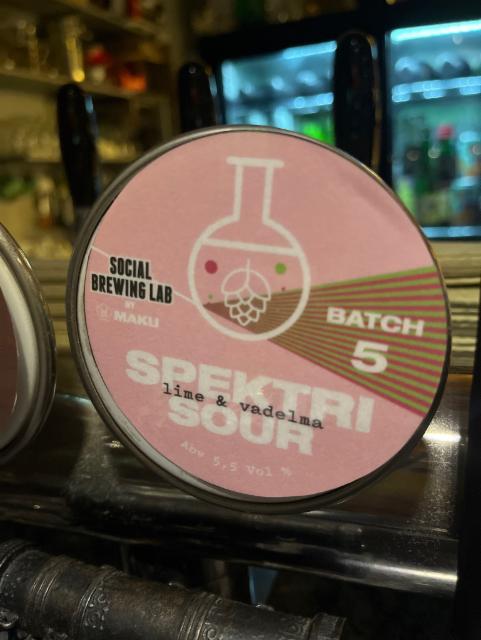 SOCIAL
BREWING LAB
BY
MAKU
BATCH
5
SPEKTRI
lime & vadelma
SOUR
Abv 5,5 Vol %